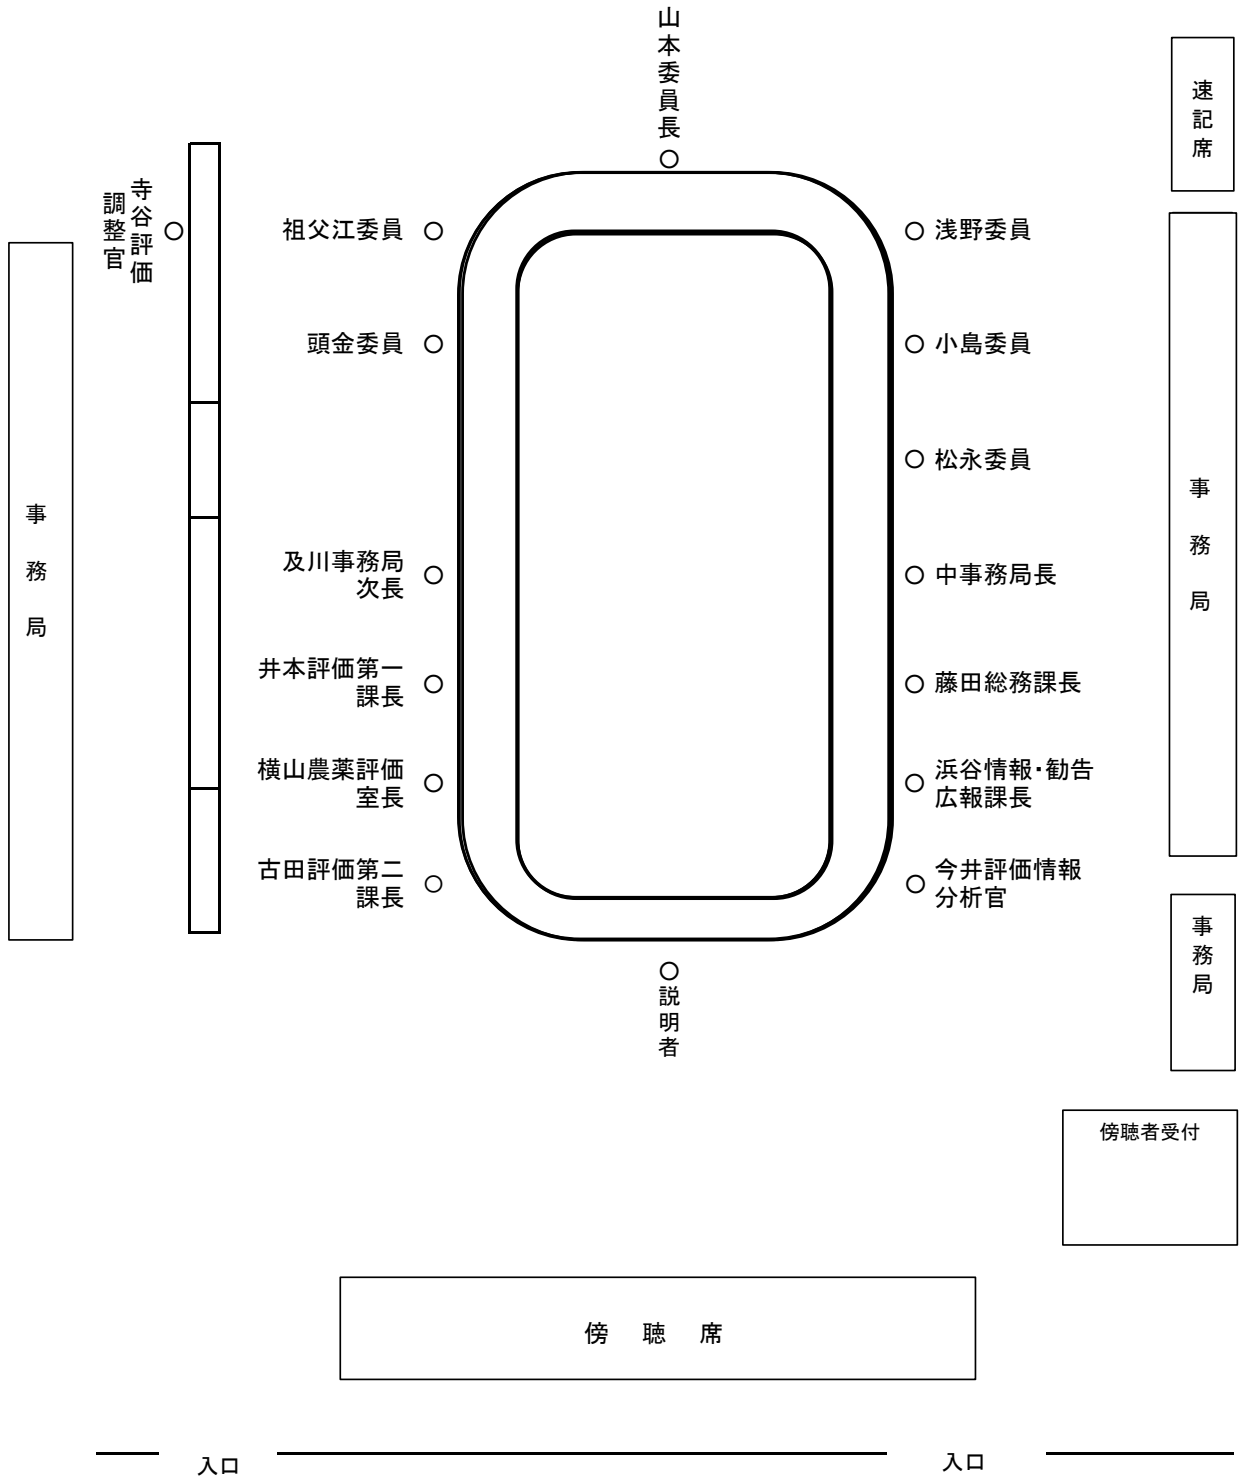 山本委員長
速記席
寺谷評価
調整官
祖父江委員
浅野委員
頭金委員
小島委員
松永委員
事務局
事務局
及川事務局
次長
中事務局長
井本評価第一
課長
藤田総務課長
横山農薬評価
室長
浜谷情報・勧告
広報課長
古田評価第二
課長
今井評価情報
分析官
事務局
説明者
傍聴者受付
傍聴席
入口
入口